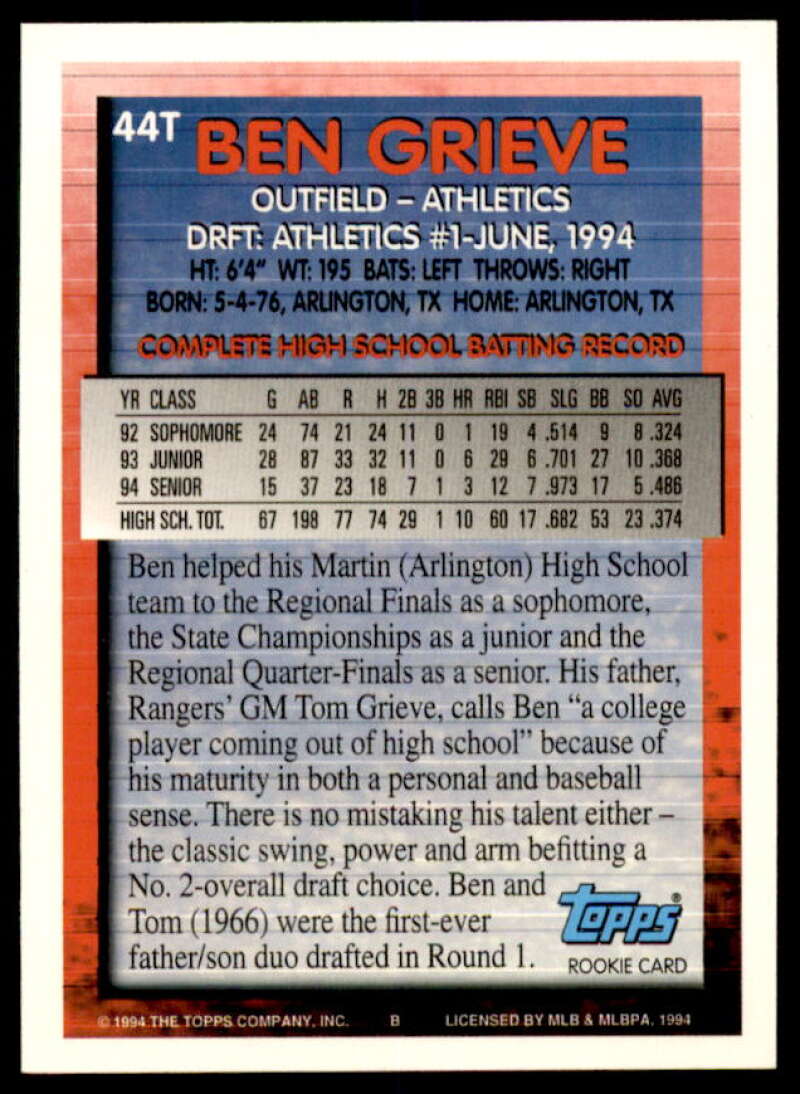 44T
BEN GRIEVE
OUTFIELD – ATHLETICS
DRFT: ATHLETICS #1-JUNE, 1994
HT: 6'4" WT: 195 BATS: LEFT THROWS: RIGHT
BORN: 5-4-76, ARLINGTON, TX HOME: ARLINGTON, TX
COMPLETE HIGH SCHOOL BATTING RECORD
YR CLASS G AB R H 2B 3B HR RBI SB SLG BB SO AVG
92 SOPHOMORE 24 74 21 24 11 0 1 19 4 .514 9 8 .324
93 JUNIOR 28 87 33 32 11 0 6 29 6 .701 27 10 .368
94 SENIOR 15 37 23 18 7 1 3 12 7 .973 17 5 .486
HIGH SCH. TOT. 67 198 77 74 29 1 10 60 17 .682 53 23 .374
Ben helped his Martin (Arlington) High School
team to the Regional Finals as a sophomore,
the State Championships as a junior and the
Regional Quarter-Finals as a senior. His father,
Rangers' GM Tom Grieve, calls Ben "a college
player coming out of high school" because of
his maturity in both a personal and baseball
sense. There is no mistaking his talent either –
the classic swing, power and arm befitting a
No. 2-overall draft choice. Ben and
Tom (1966) were the first-ever
father/son duo drafted in Round 1.
topps®
ROOKIE CARD
© 1994 THE TOPPS COMPANY, INC. B LICENSED BY MLB & MLBPA, 1994